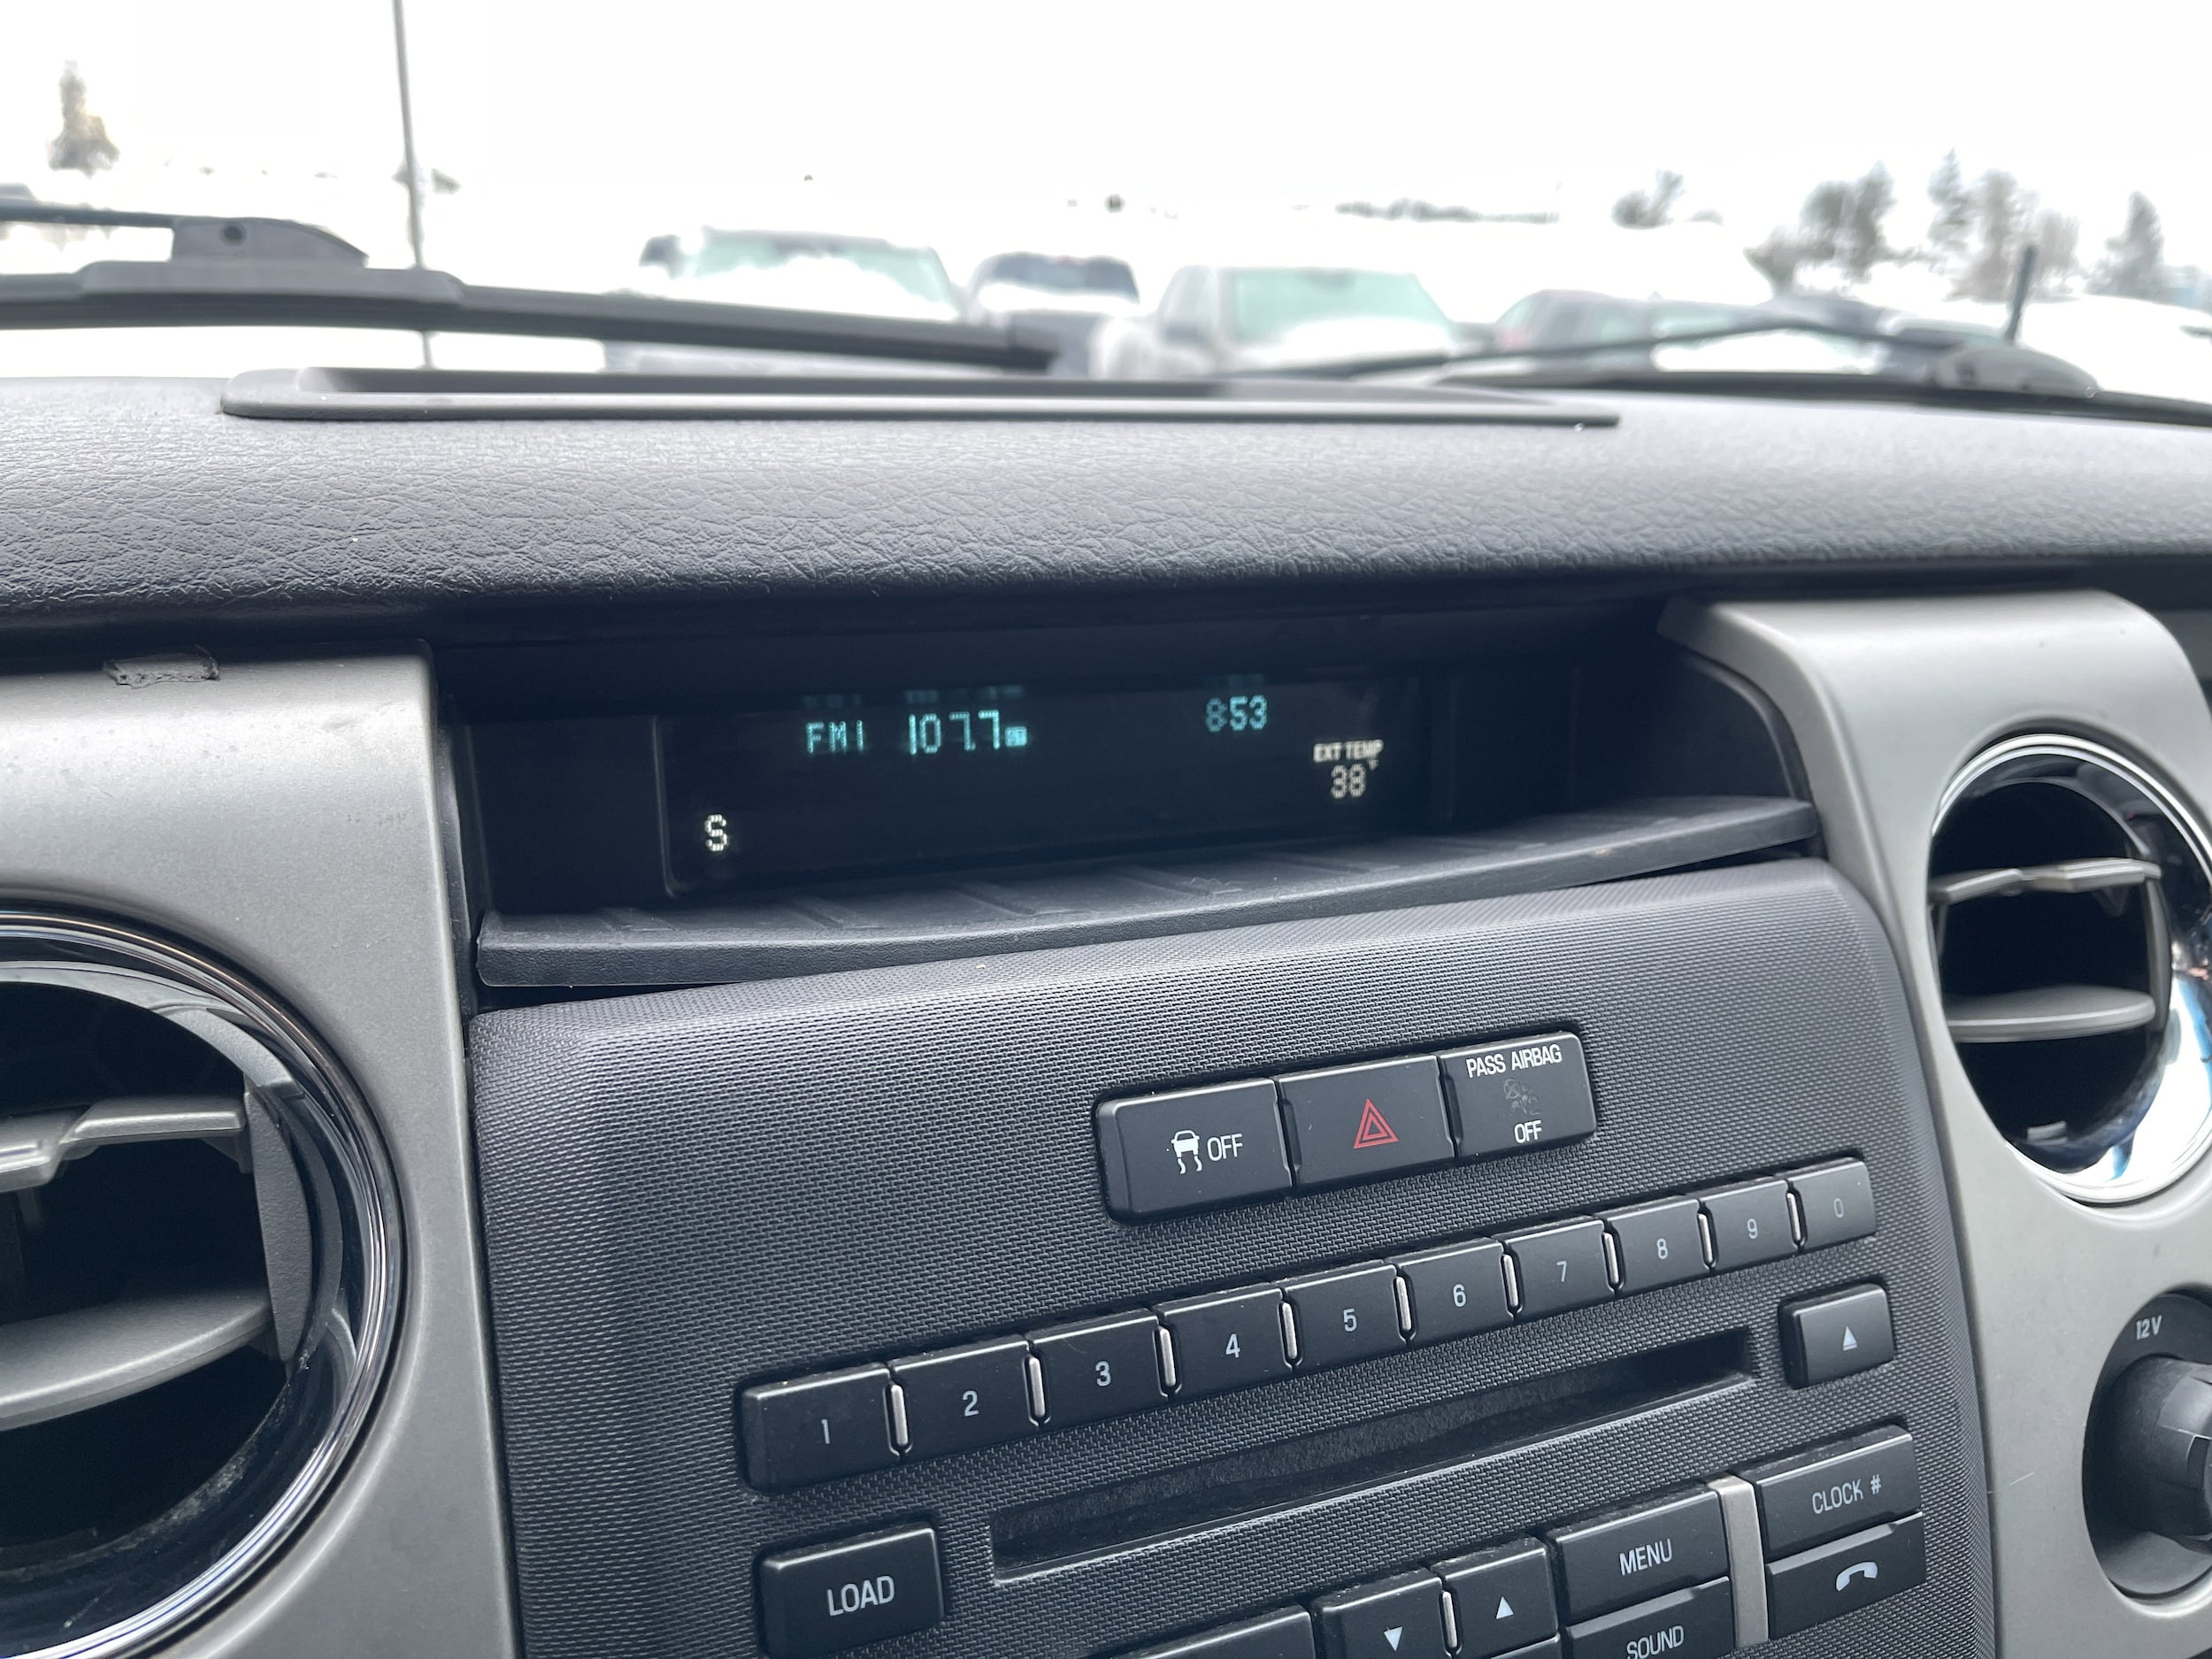 FM1 107.7 8:53
EXT TEMP
38°F
S
PASS AIRBAG
OFF OFF
1 2 3 4 5 6 7 8 9 0
12V
CLOCK #
LOAD MENU
SOUND